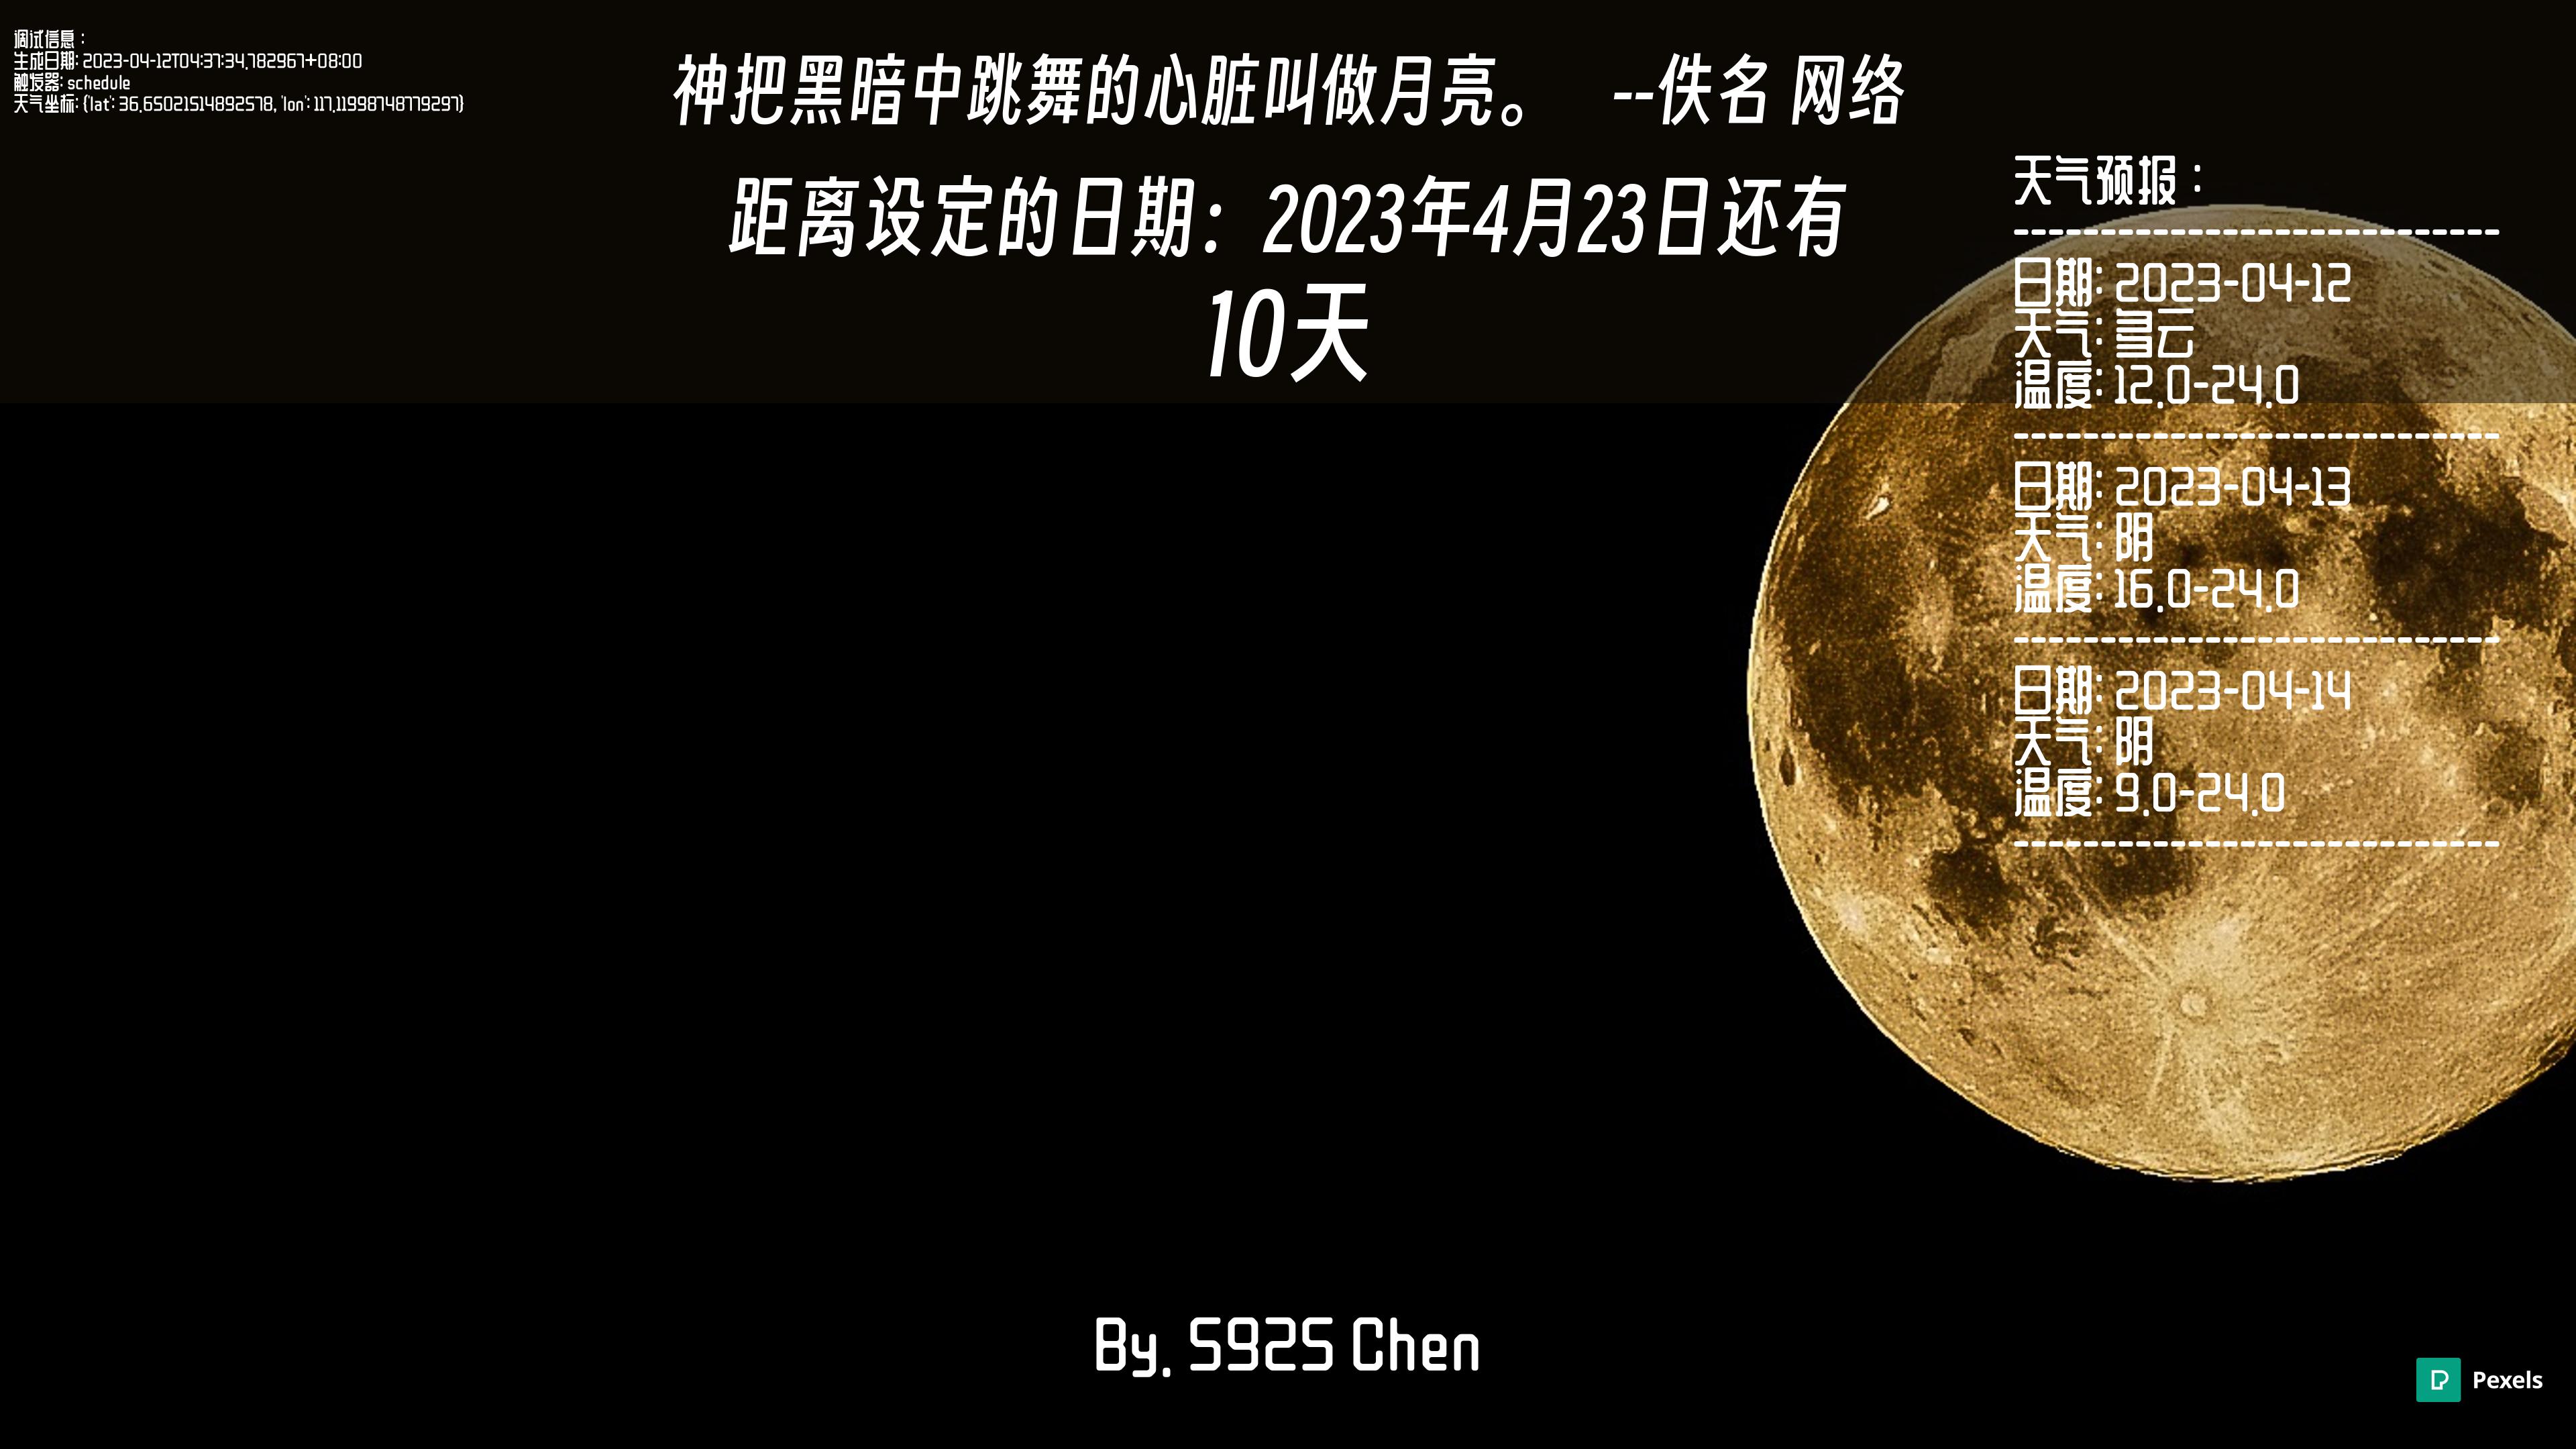 调试信息：
生成日期: 2023-04-12T04:37:34.782967+08:00
触发器: schedule
天气坐标: {'lat': 36.65021514892578, 'lon': 117.11998748779297}
神把黑暗中跳舞的心脏叫做月亮。 --佚名 网络
距离设定的日期：2023年4月23日还有
10天
天气预报：
----------------------------
日期: 2023-04-12
天气: 多云
温度: 12.0-24.0
----------------------------
日期: 2023-04-13
天气: 阴
温度: 16.0-24.0
----------------------------
日期: 2023-04-14
天气: 阴
温度: 9.0-24.0
----------------------------
By. S92S Chen
Pexels